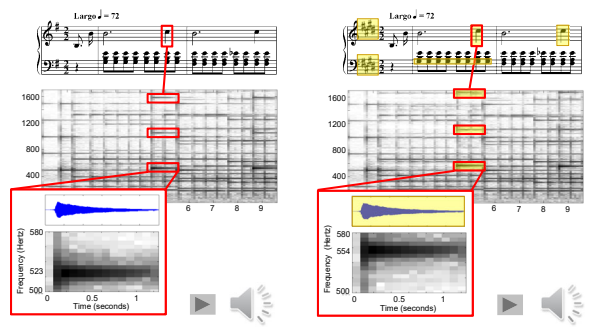 Largo ♩ = 72
Largo ♩ = 72
1600
1200
800
400
6 7 8 9
1600
1200
800
400
6 7 8 9
580
523
500
Frequency (Hertz)
0 0.5 1
Time (seconds)
580
554
500
Frequency (Hertz)
0 0.5 1
Time (seconds)